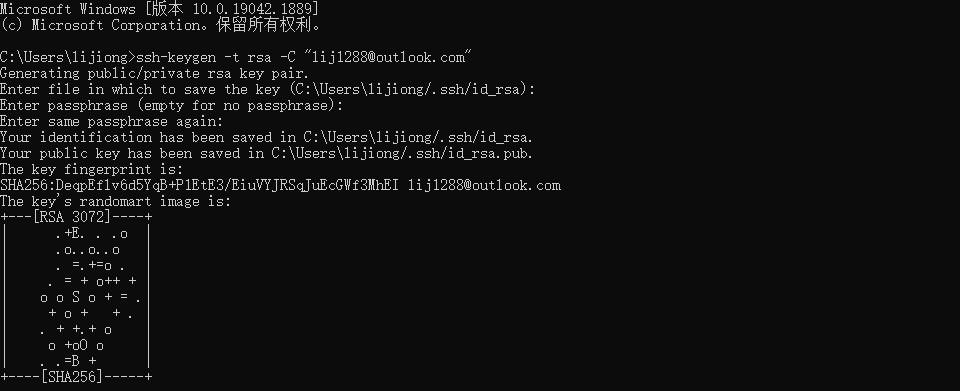 Microsoft Windows [版本 10.0.19042.1889]
(c) Microsoft Corporation。保留所有权利。
C:\Users\lijiong>ssh-keygen -t rsa -C "lij1288@outlook.com"
Generating public/private rsa key pair.
Enter file in which to save the key (C:\Users\lijiong/.ssh/id_rsa):
Enter passphrase (empty for no passphrase):
Enter same passphrase again:
Your identification has been saved in C:\Users\lijiong/.ssh/id_rsa.
Your public key has been saved in C:\Users\lijiong/.ssh/id_rsa.pub.
The key fingerprint is:
SHA256:DeqpEf1v6d5YqB+P1EtE3/EiuVYJRSqJuEcGWf3MhEI lij1288@outlook.com
The key's randomart image is:
+---[RSA 3072]----+
|      .+E. . .o  |
|      .o..o..o   |
|      . =.+=o .  |
|     . = + o++ + |
|    o o S o + = .|
|     + o +   + . |
|    . + +.+ o    |
|     o +oO o     |
|    . .=B +      |
+----[SHA256]-----+